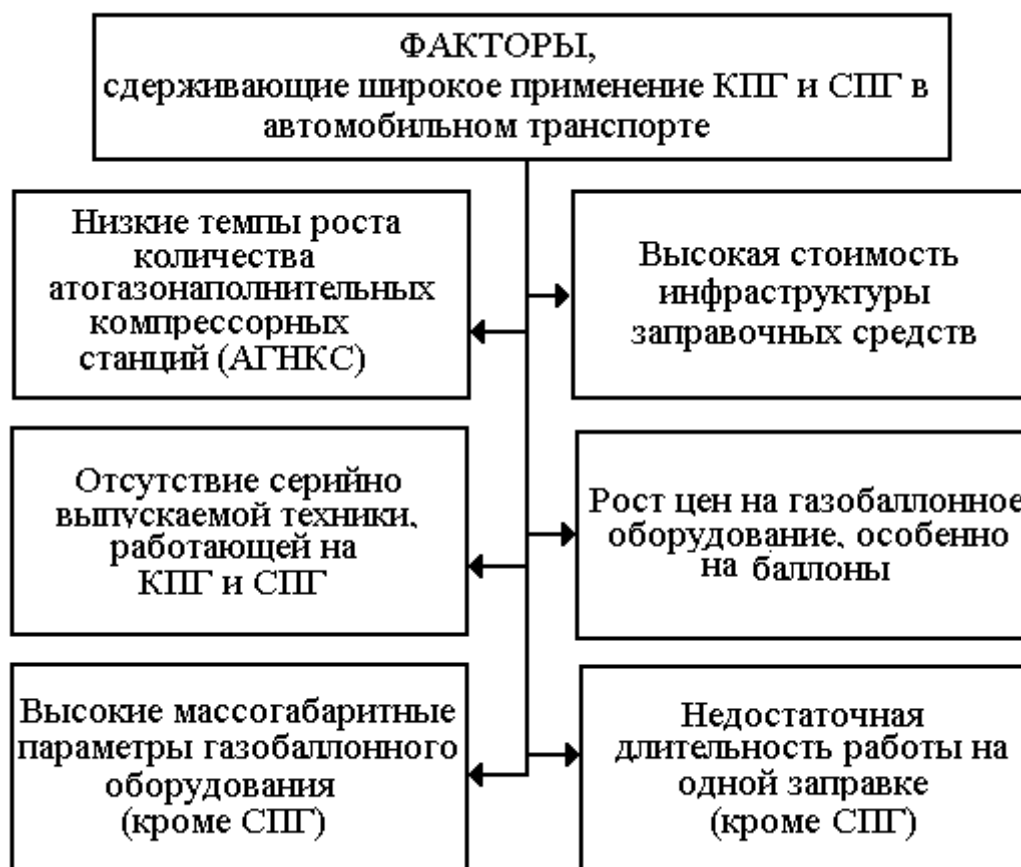 ФАКТОРЫ,
сдерживающие широкое применение КПГ и СПГ в
автомобильном транспорте
Низкие темпы роста
количества
атогазонаполнительных
компрессорных
станций (АГНКС)
Высокая стоимость
инфраструктуры
заправочных средств
Отсутствие серийно
выпускаемой техники,
работающей на
КПГ и СПГ
Рост цен на газобаллонное
оборудование, особенно
на баллоны
Высокие массогабаритные
параметры газобаллонного
оборудования
(кроме СПГ)
Недостаточная
длительность работы на
одной заправке
(кроме СПГ)